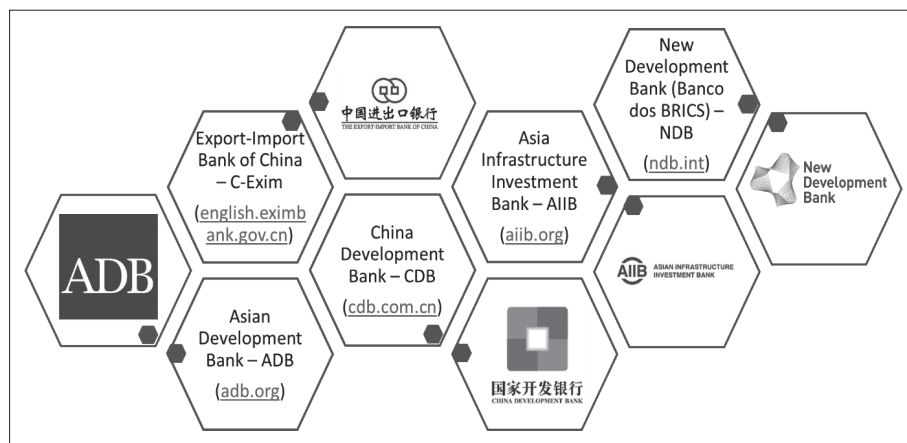 ADB
Asian
Development
Bank – ADB
(adb.org)
Export-Import
Bank of China
– C-Exim
(english.eximb
ank.gov.cn)
中国进出口银行
THE EXPORT-IMPORT BANK OF CHINA
China
Development
Bank – CDB
(cdb.com.cn)
国家开发银行
CHINA DEVELOPMENT BANK
Asia
Infrastructure
Investment
Bank – AIIB
(aiib.org)
AIIB ASIAN INFRASTRUCTURE
INVESTMENT BANK
New
Development
Bank (Banco
dos BRICS) –
NDB
(ndb.int)
New
Development
Bank